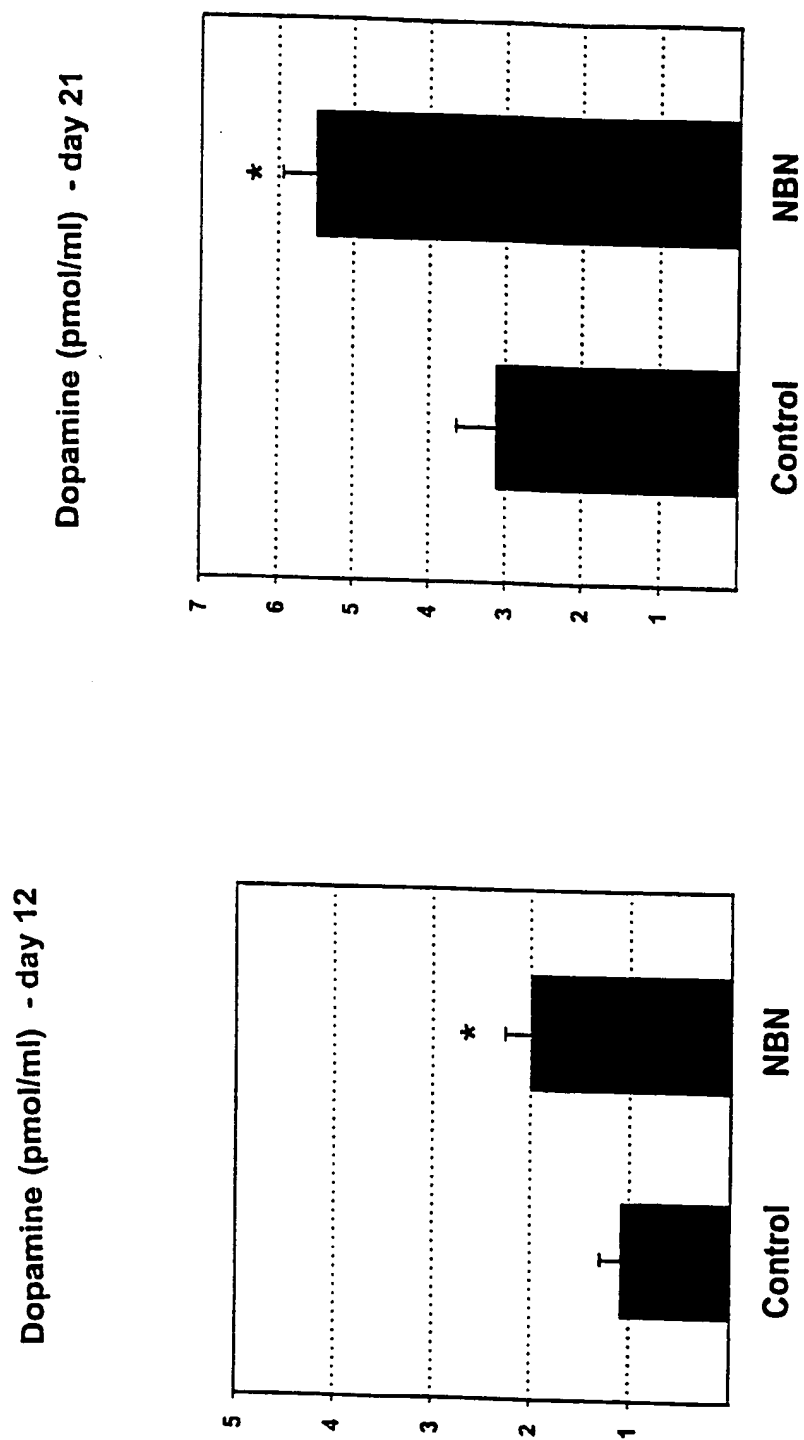 Dopamine (pmol/ml) - day 12
5
4
3
2
1
*
Control
NBN
Dopamine (pmol/ml) - day 21
7
6
5
4
3
2
1
*
Control
NBN